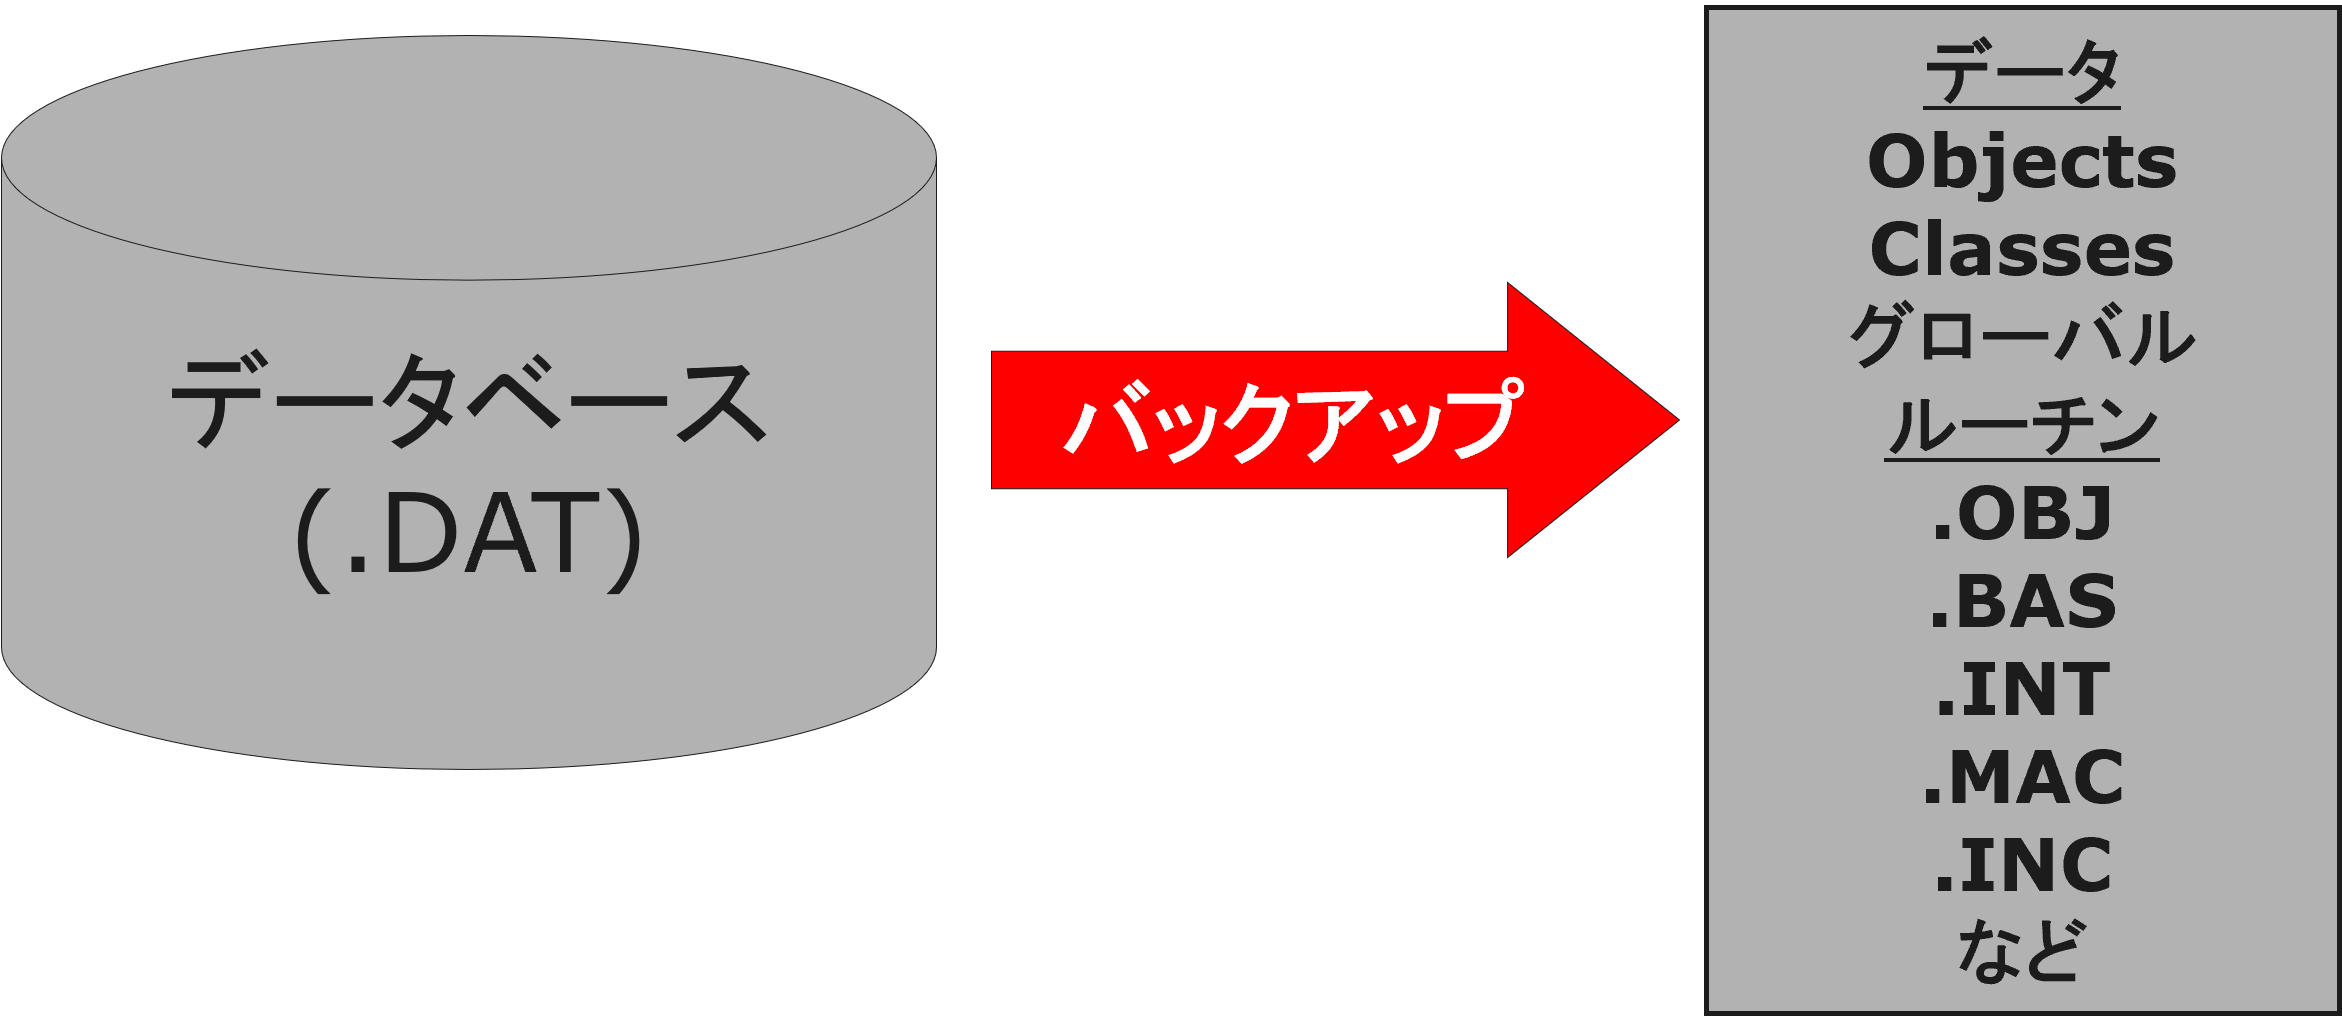 データベース
(.DAT)
バックアップ
データ
Objects
Classes
グローバル
ルーチン
.OBJ
.BAS
.INT
.MAC
.INC
など